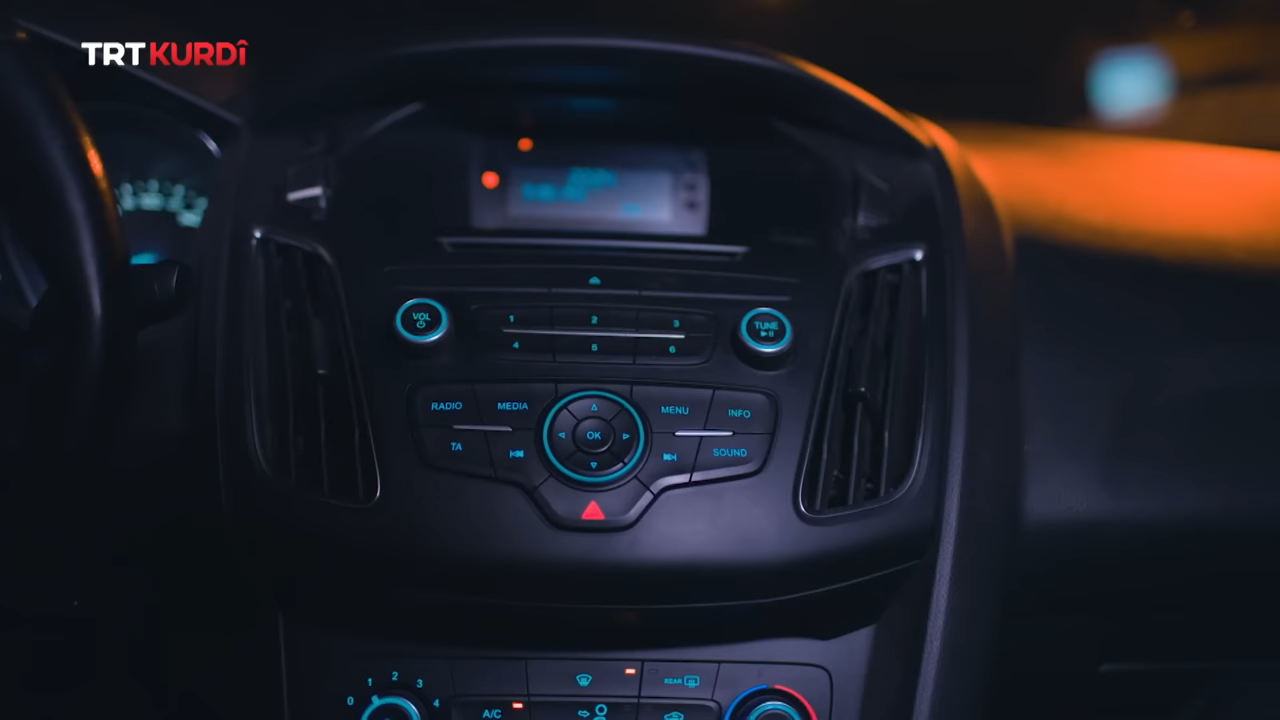 TRT KURDÎ
VOL
TUNE
1 2 3
4 5 6
RADIO MEDIA MENU INFO
OK
TA SOUND
0 1 2 3 4
REAR
A/C